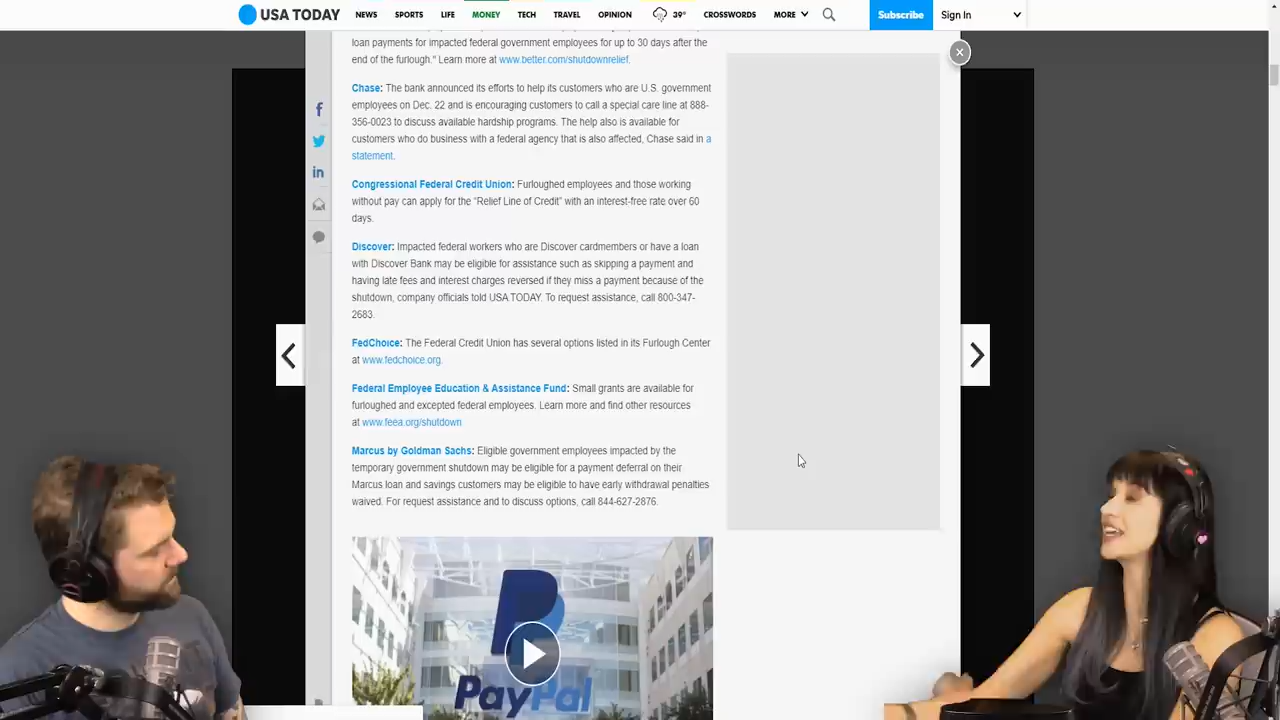 USA TODAY
NEWS SPORTS LIFE MONEY TECH TRAVEL OPINION 39° CROSSWORDS MORE Subscribe Sign In
loan payments for impacted federal government employees for up to 30 days after the
end of the furlough." Learn more at www.better.com/shutdownrelief.
Chase: The bank announced its efforts to help its customers who are U.S. government
employees on Dec. 22 and is encouraging customers to call a special care line at 888-
356-0023 to discuss available hardship programs. The help also is available for
customers who do business with a federal agency that is also affected, Chase said in a
statement.
Congressional Federal Credit Union: Furloughed employees and those working
without pay can apply for the “Relief Line of Credit” with an interest-free rate over 60
days.
Discover: Impacted federal workers who are Discover cardmembers or have a loan
with Discover Bank may be eligible for assistance such as skipping a payment and
having late fees and interest charges reversed if they miss a payment because of the
shutdown, company officials told USA TODAY. To request assistance, call 800-347-
2683.
FedChoice: The Federal Credit Union has several options listed in its Furlough Center
at www.fedchoice.org.
Federal Employee Education & Assistance Fund: Small grants are available for
furloughed and excepted federal employees. Learn more and find other resources
at www.feea.org/shutdown
Marcus by Goldman Sachs: Eligible government employees impacted by the
temporary government shutdown may be eligible for a payment deferral on their
Marcus loan and savings customers may be eligible to have early withdrawal penalties
waived. For request assistance and to discuss options, call 844-627-2876.
PayPal